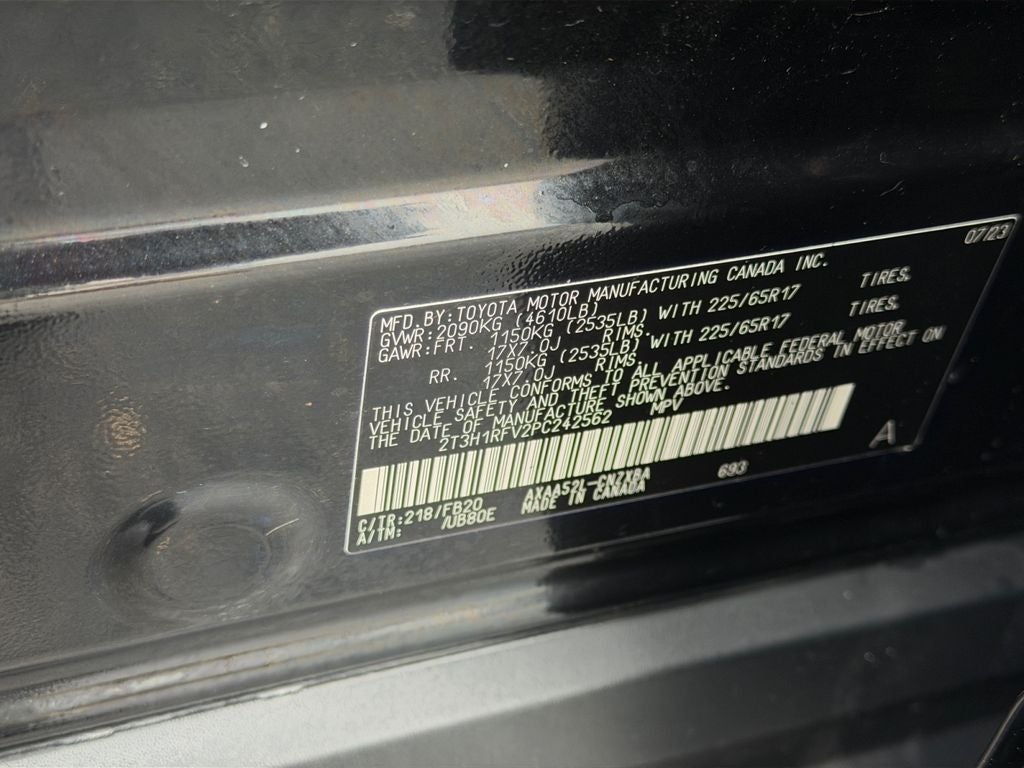 07/23
MFD. BY: TOYOTA MOTOR MANUFACTURING CANADA INC.
GVWR: 2090KG (4610LB)
GAWR: FRT. 1150KG (2535LB) WITH 225/65R17 TIRES.
17X7.0J RIMS.
RR. 1150KG (2535LB) WITH 225/65R17 TIRES.
17X7.0J RIMS.
THIS VEHICLE CONFORMS TO ALL APPLICABLE FEDERAL MOTOR
VEHICLE SAFETY AND THEFT PREVENTION STANDARDS IN EFFECT ON
THE DATE OF MANUFACTURE SHOWN ABOVE.
2T3H1RFV2PC242562 MPV
C/TR: 218/FB20 AXAA52L-CNZXBA 693 A
A/TM: /UB80E MADE IN CANADA